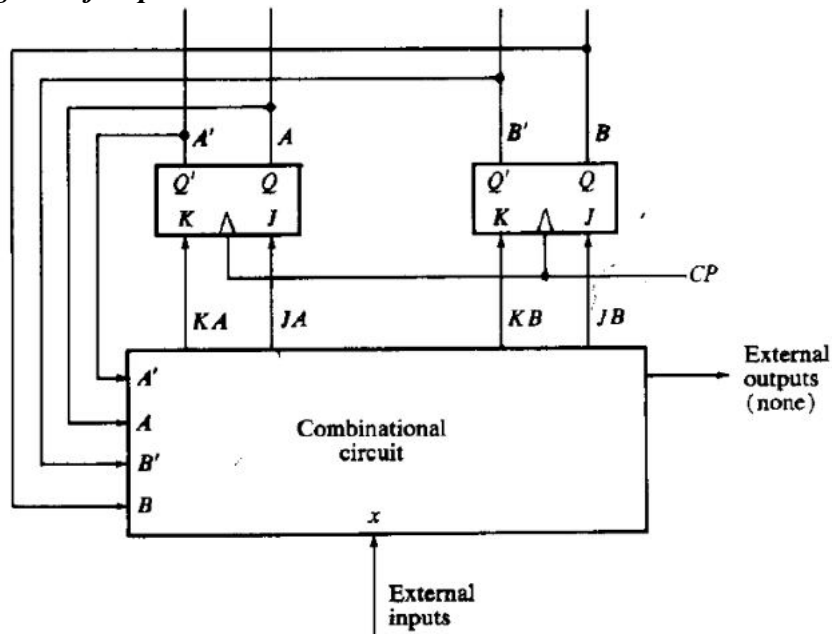 A' A B' B
Q' Q Q' Q
K J K J
CP
KA JA KB JB
External
outputs
(none)
A'
A
Combinational
circuit
B'
B
x
External
inputs